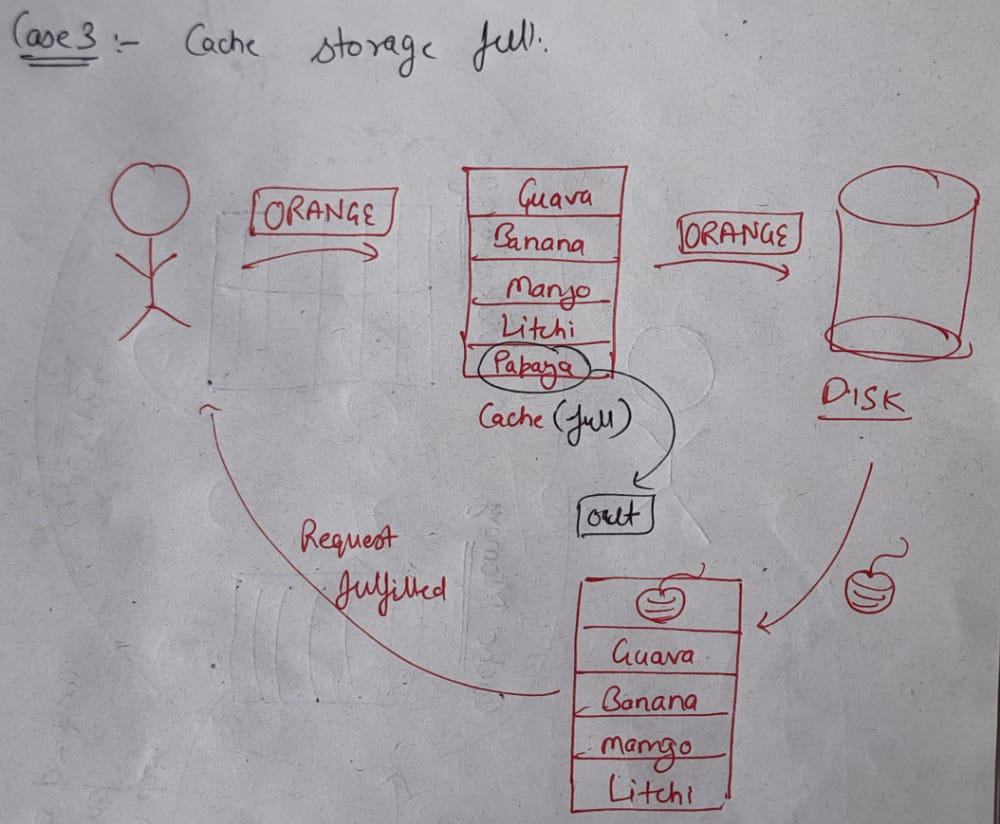 Case 3 :- Cache storage full.
ORANGE
Guava
Banana
Mango
Litchi
Papaya
Cache (full)
ORANGE
DISK
out
Request
fulfilled
Guava
Banana
mamgo
Litchi